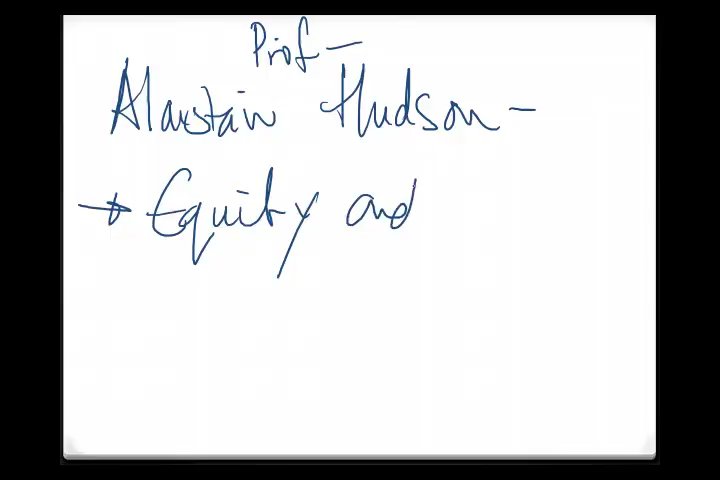 Prof –
Alastair Hudson –
→ Equity and